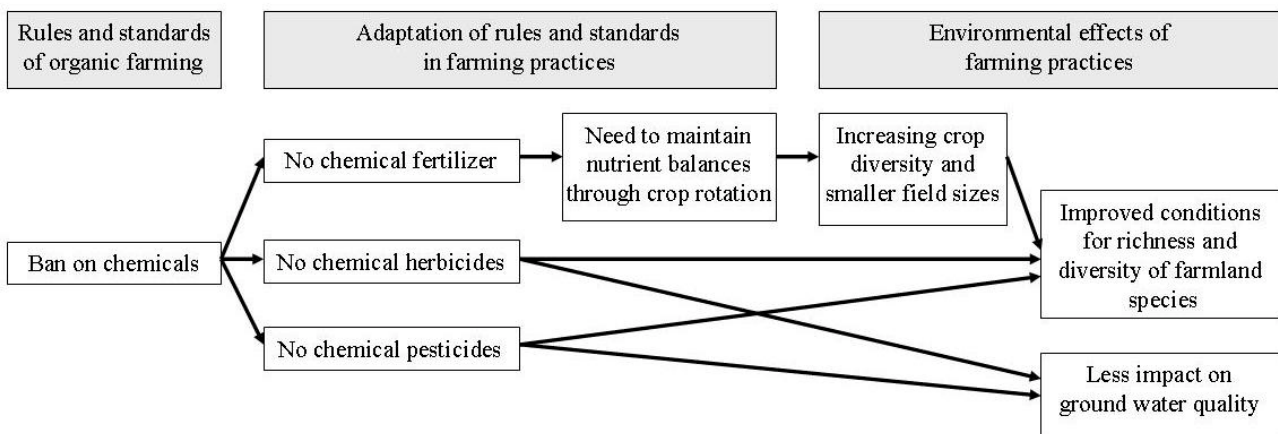 Rules and standards
of organic farming
Adaptation of rules and standards
in farming practices
Environmental effects of
farming practices
No chemical fertilizer
Need to maintain
nutrient balances
through crop rotation
Increasing crop
diversity and
smaller field sizes
Ban on chemicals
No chemical herbicides
Improved conditions
for richness and
diversity of farmland
species
No chemical pesticides
Less impact on
ground water quality